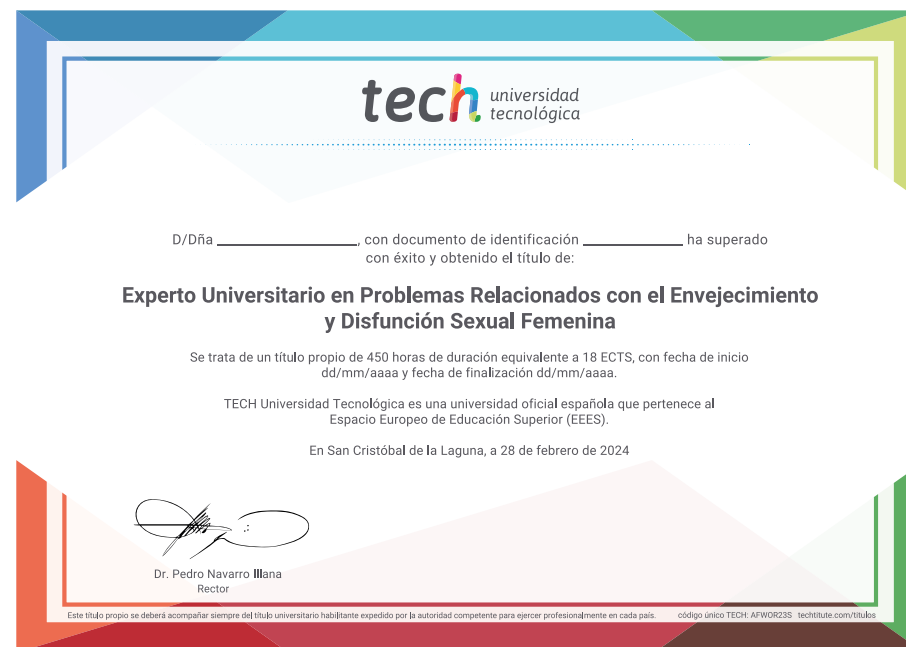 tech universidad
tecnológica
D/Dña ____________________, con documento de identificación ______________ ha superado
con éxito y obtenido el título de:
Experto Universitario en Problemas Relacionados con el Envejecimiento
y Disfunción Sexual Femenina
Se trata de un título propio de 450 horas de duración equivalente a 18 ECTS, con fecha de inicio
dd/mm/aaaa y fecha de finalización dd/mm/aaaa.
TECH Universidad Tecnológica es una universidad oficial española que pertenece al
Espacio Europeo de Educación Superior (EEES).
En San Cristóbal de la Laguna, a 28 de febrero de 2024
Dr. Pedro Navarro Illana
Rector
Este título propio se deberá acompañar siempre del título universitario habilitante expedido por la autoridad competente para ejercer profesionalmente en cada país. código único TECH: AFWOR23S techtitute.com/titulos